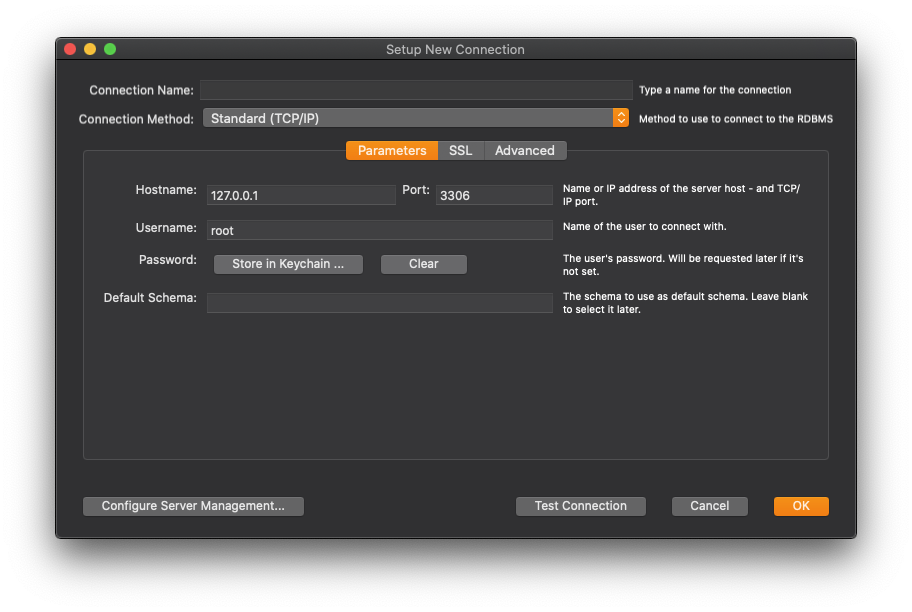 Setup New Connection
Connection Name: Type a name for the connection
Connection Method: Standard (TCP/IP) Method to use to connect to the RDBMS
Parameters SSL Advanced
Hostname: 127.0.0.1 Port: 3306 Name or IP address of the server host - and TCP/
IP port.
Username: root Name of the user to connect with.
Password: Store in Keychain ... Clear The user's password. Will be requested later if it's
not set.
Default Schema: The schema to use as default schema. Leave blank
to select it later.
Configure Server Management... Test Connection Cancel OK